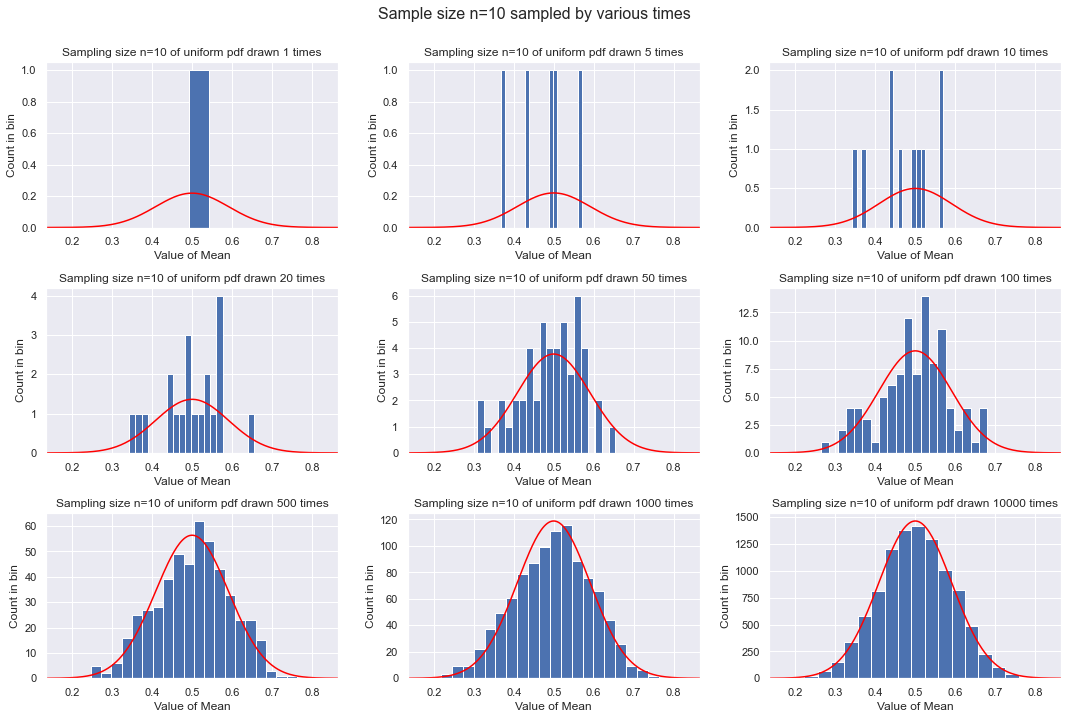 Sample size n=10 sampled by various times
Sampling size n=10 of uniform pdf drawn 1 times
Sampling size n=10 of uniform pdf drawn 5 times
Sampling size n=10 of uniform pdf drawn 10 times
1.0
0.8
0.6
0.4
0.2
0.0
Count in bin
0.2 0.3 0.4 0.5 0.6 0.7 0.8
Value of Mean
1.0
0.8
0.6
0.4
0.2
0.0
Count in bin
0.2 0.3 0.4 0.5 0.6 0.7 0.8
Value of Mean
2.0
1.5
1.0
0.5
0.0
Count in bin
0.2 0.3 0.4 0.5 0.6 0.7 0.8
Value of Mean
Sampling size n=10 of uniform pdf drawn 20 times
Sampling size n=10 of uniform pdf drawn 50 times
Sampling size n=10 of uniform pdf drawn 100 times
4
3
2
1
0
Count in bin
0.2 0.3 0.4 0.5 0.6 0.7 0.8
Value of Mean
6
5
4
3
2
1
0
Count in bin
0.2 0.3 0.4 0.5 0.6 0.7 0.8
Value of Mean
12.5
10.0
7.5
5.0
2.5
0.0
Count in bin
0.2 0.3 0.4 0.5 0.6 0.7 0.8
Value of Mean
Sampling size n=10 of uniform pdf drawn 500 times
Sampling size n=10 of uniform pdf drawn 1000 times
Sampling size n=10 of uniform pdf drawn 10000 times
60
50
40
30
20
10
0
Count in bin
0.2 0.3 0.4 0.5 0.6 0.7 0.8
Value of Mean
120
100
80
60
40
20
0
Count in bin
0.2 0.3 0.4 0.5 0.6 0.7 0.8
Value of Mean
1500
1250
1000
750
500
250
0
Count in bin
0.2 0.3 0.4 0.5 0.6 0.7 0.8
Value of Mean